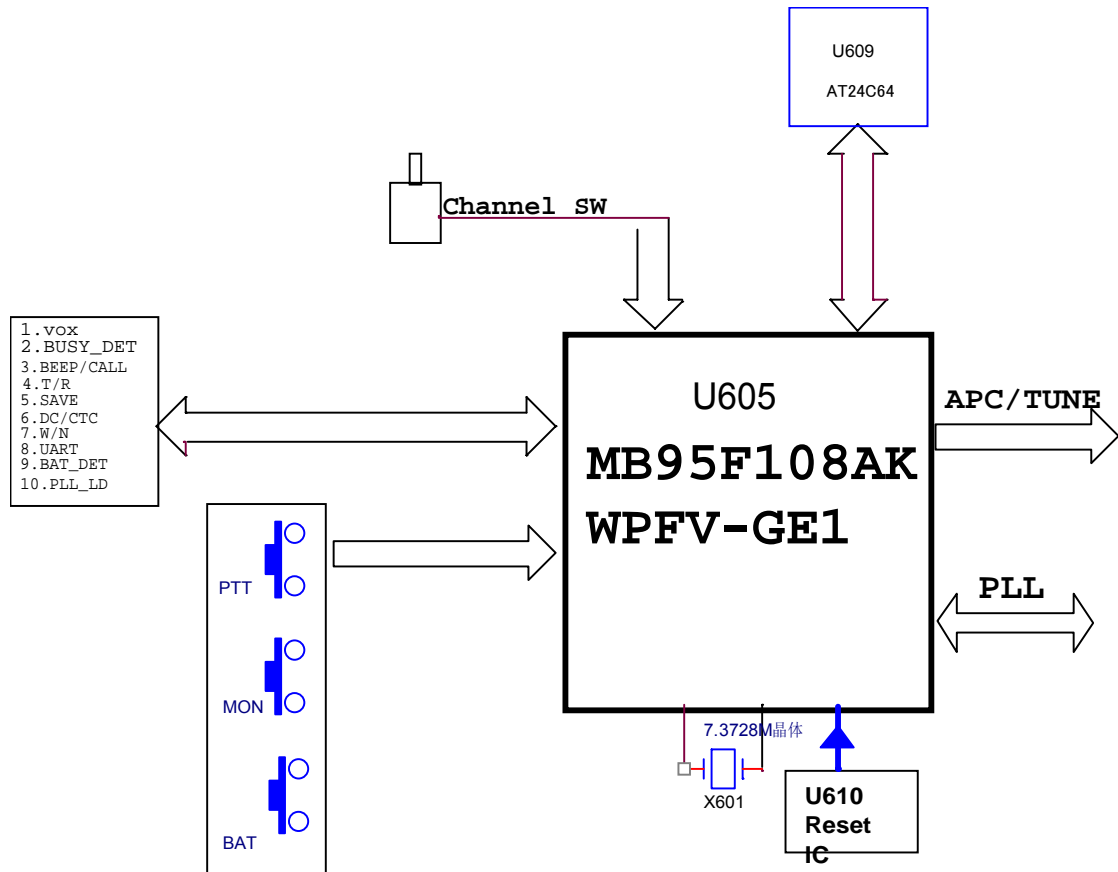 U609
AT24C64
Channel SW
1.vox
2.BUSY_DET
3.BEEP/CALL
4.T/R
5.SAVE
6.DC/CTC
7.W/N
8.UART
9.BAT_DET
10.PLL_LD
U605
MB95F108AK
WPFV-GE1
APC/TUNE
PLL
PTT
MON
BAT
7.3728M晶体
X601
U610
Reset
IC